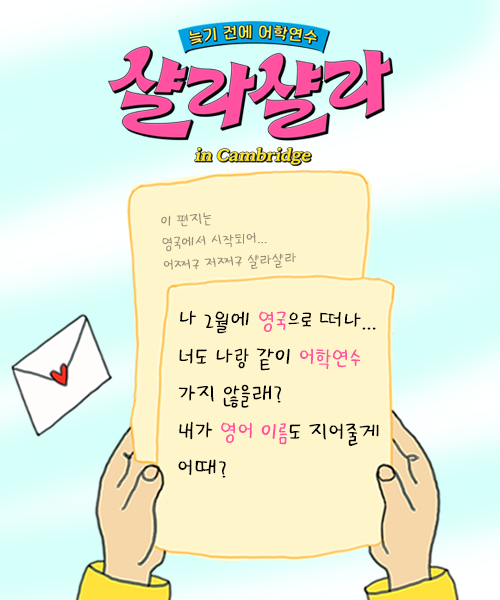 늦기 전에 어학연수
샬라샬라
in Cambridge
이 편지는
영국에서 시작되어...
어쩌구 저쩌구 샬라샬라
나 2월에 영국으로 떠나...
너도 나랑 같이 어학연수
가지 않을래?
내가 영어 이름도 지어줄게
어때?